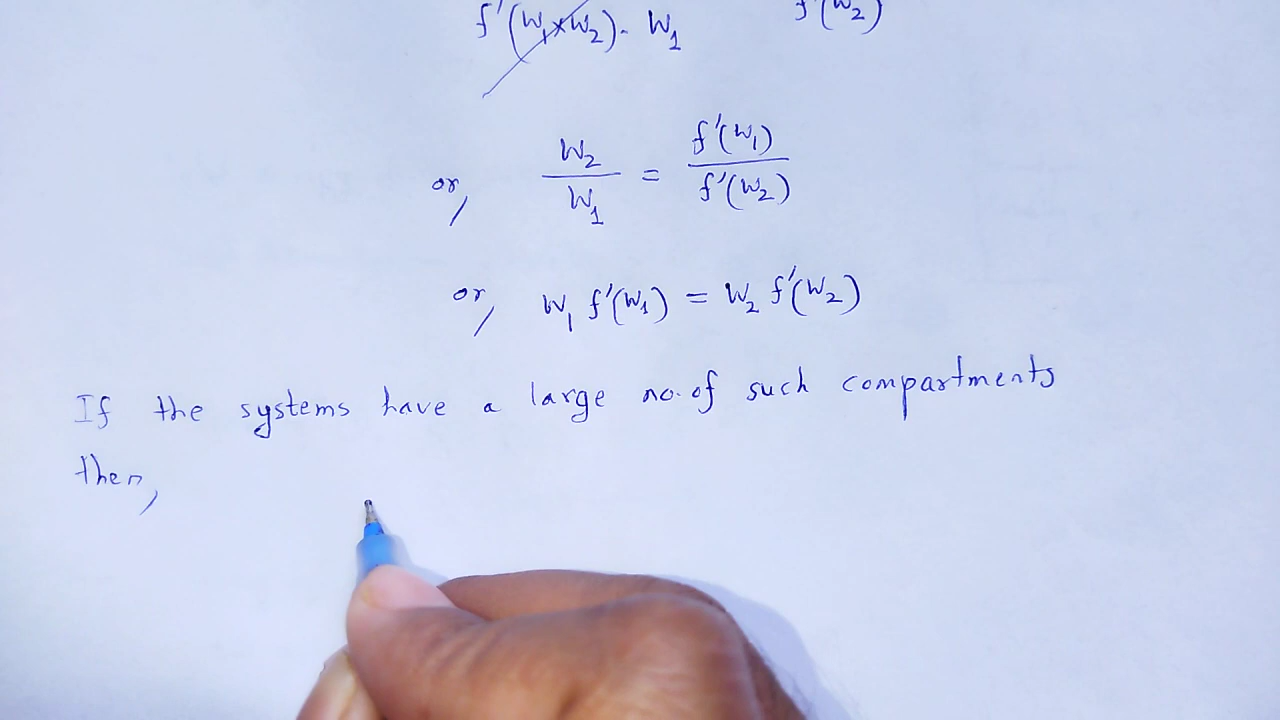 f'(W₁×W₂). W₁ f'(W₂)
or, W₂/W₁ = f'(W₁)/f'(W₂)
or, W₁ f'(W₁) = W₂ f'(W₂)
If the systems have a large no. of such compartments
then,